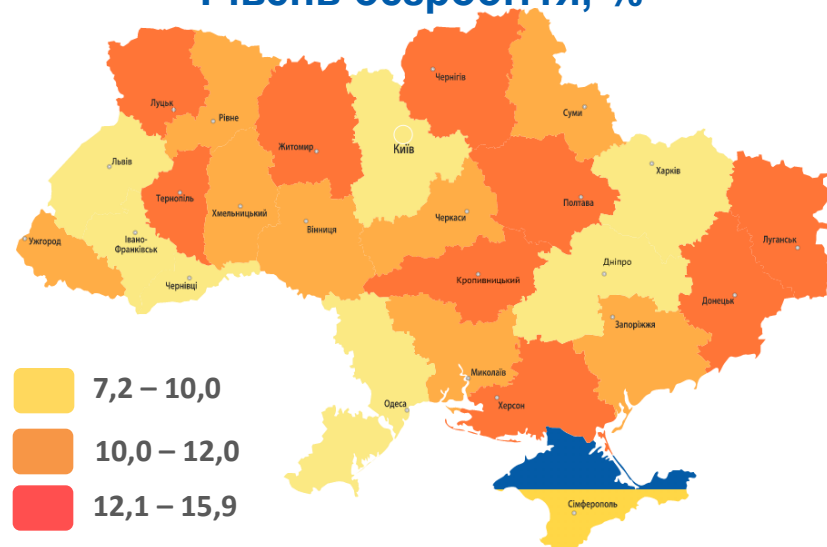 Рівень безробіття, %
Чернігів
Луцьк
Рівне
Суми
Житомир
Київ
Львів
Харків
Тернопіль
Хмельницький
Полтава
Черкаси
Вінниця
Ужгород
Івано-
Франківськ
Луганськ
Дніпро
Чернівці
Кропивницький
Донецьк
Запоріжжя
Миколаїв
7,2 – 10,0
Одеса
Херсон
10,0 – 12,0
12,1 – 15,9
Сімферополь